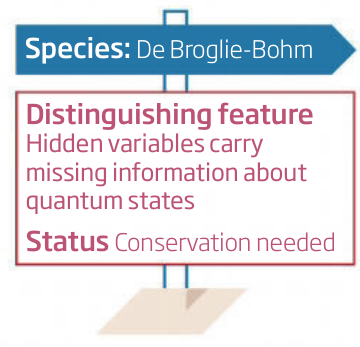 Species: De Broglie-Bohm
Distinguishing feature
Hidden variables carry
missing information about
quantum states
Status Conservation needed